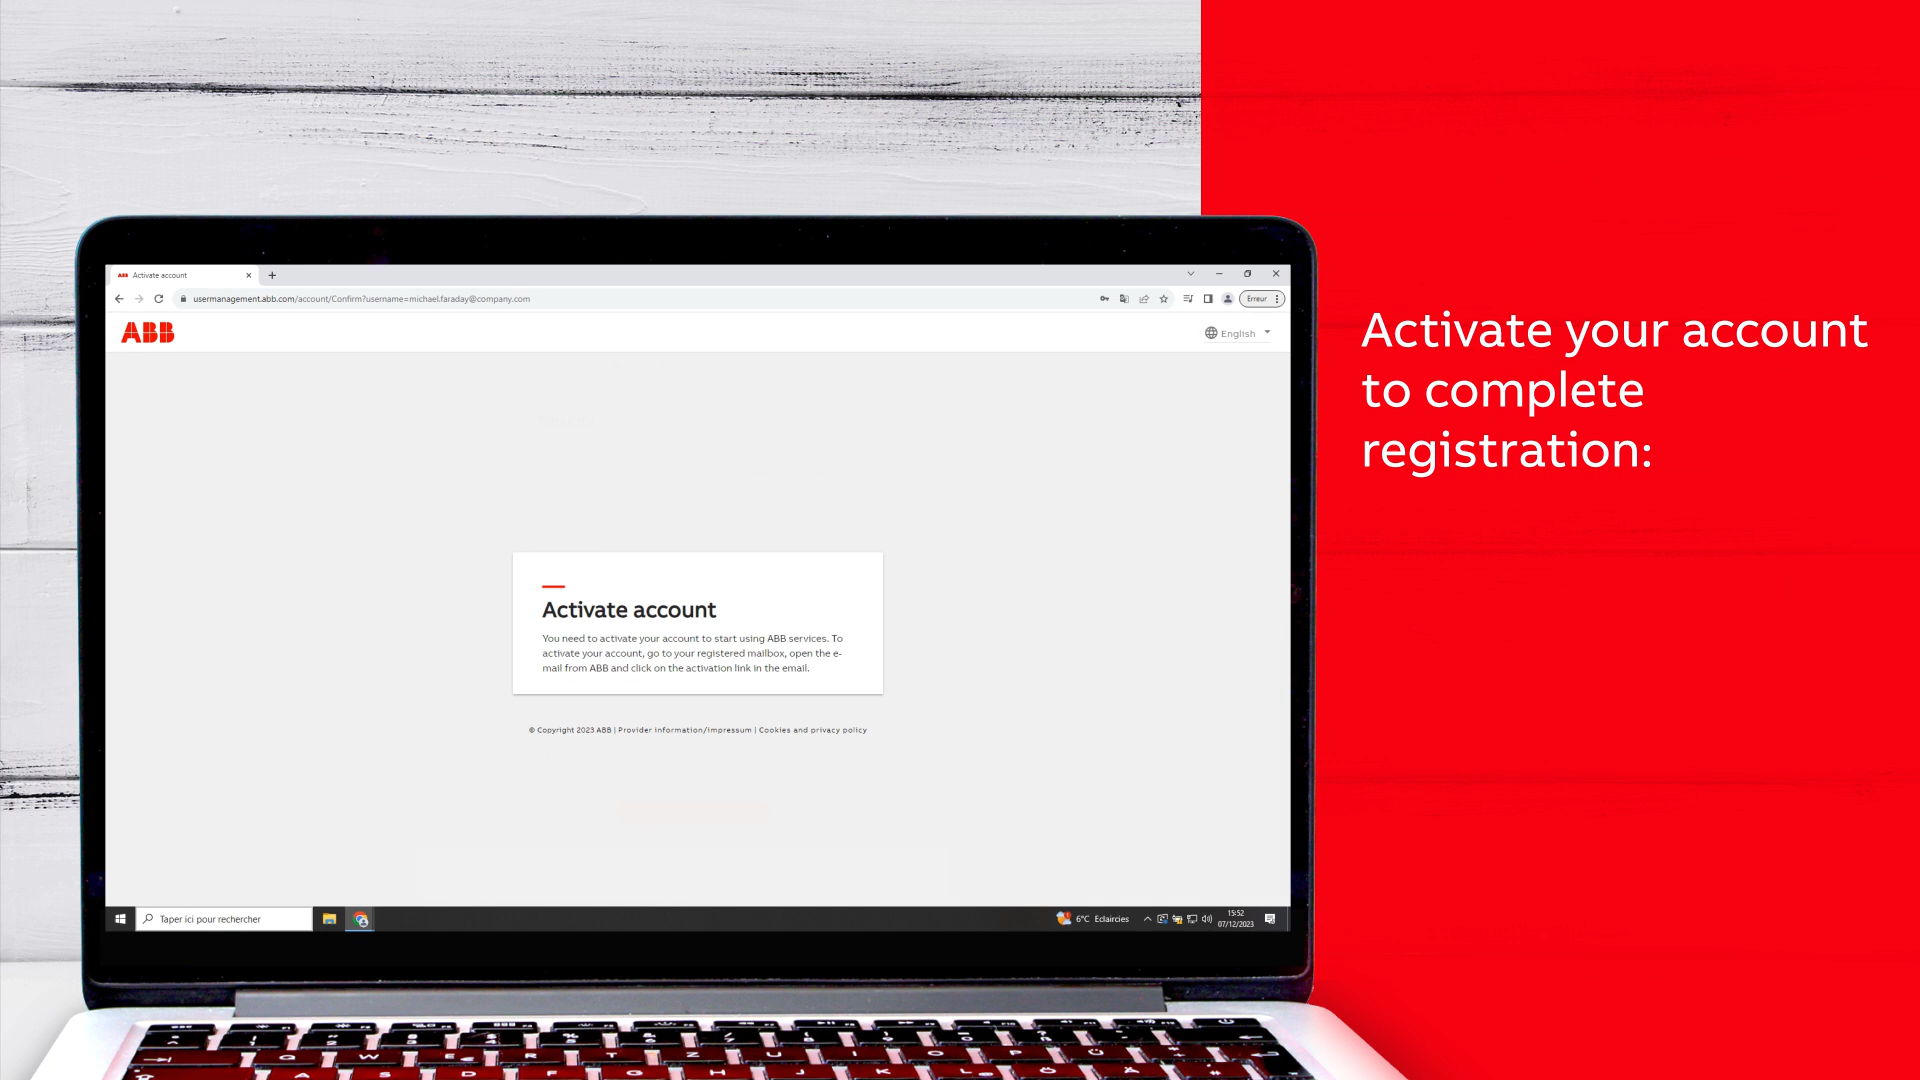 ABB Activate account
usermanagement.abb.com/account/Confirm?username=michael.faraday@company.com
Erreur
ABB
English
Activate your account
to complete
registration:
Activate account
You need to activate your account to start using ABB services. To
activate your account, go to your registered mailbox, open the e-
mail from ABB and click on the activation link in the email.
© Copyright 2023 ABB | Provider information/Impressum | Cookies and privacy policy
Taper ici pour rechercher
6°C Eclaircies
15:52
07/12/2023
Q W E R T Z U I O P Ü
A S D F G H J K L Ö Ä